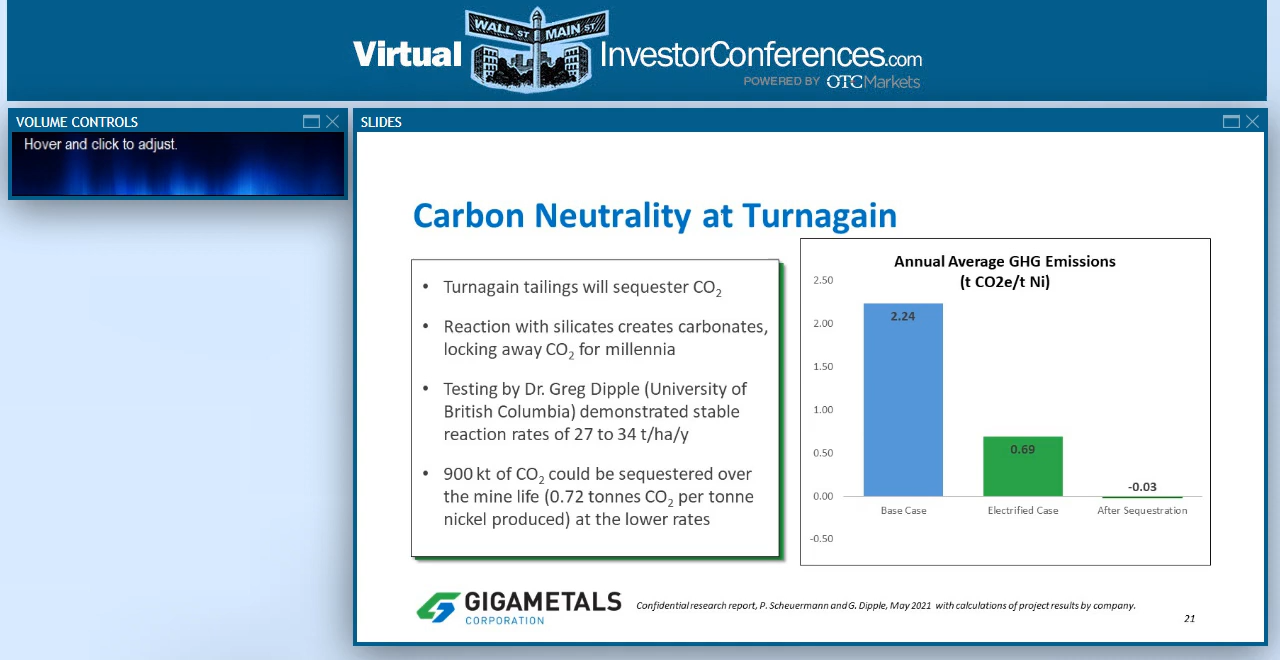 WALL ST MAIN ST
Virtual InvestorConferences.com
POWERED BY OTC Markets
VOLUME CONTROLS
Hover and click to adjust.
SLIDES
Carbon Neutrality at Turnagain
• Turnagain tailings will sequester CO₂
• Reaction with silicates creates carbonates,
locking away CO₂ for millennia
• Testing by Dr. Greg Dipple (University of
British Columbia) demonstrated stable
reaction rates of 27 to 34 t/ha/y
• 900 kt of CO₂ could be sequestered over
the mine life (0.72 tonnes CO₂ per tonne
nickel produced) at the lower rates
Annual Average GHG Emissions
(t CO2e/t Ni)
2.50
2.00
1.50
1.00
0.50
0.00
-0.50
2.24
0.69
-0.03
Base Case
Electrified Case
After Sequestration
GIGAMETALS
CORPORATION
Confidential research report, P. Scheuermann and G. Dipple, May 2021 with calculations of project results by company.
21